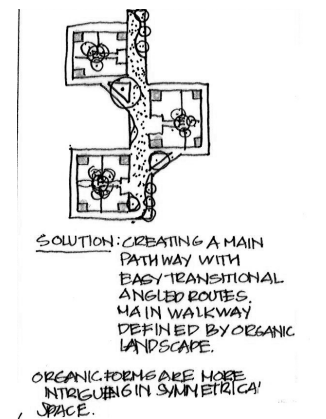 SOLUTION: CREATING A MAIN
PATHWAY WITH
EASY TRANSITIONAL
ANGLED ROUTES.
MAIN WALKWAY
DEFINED BY ORGANIC
LANDSCAPE.
ORGANIC FORMS ARE MORE
INTRIGUING IN SYMMETRICAL
SPACE.